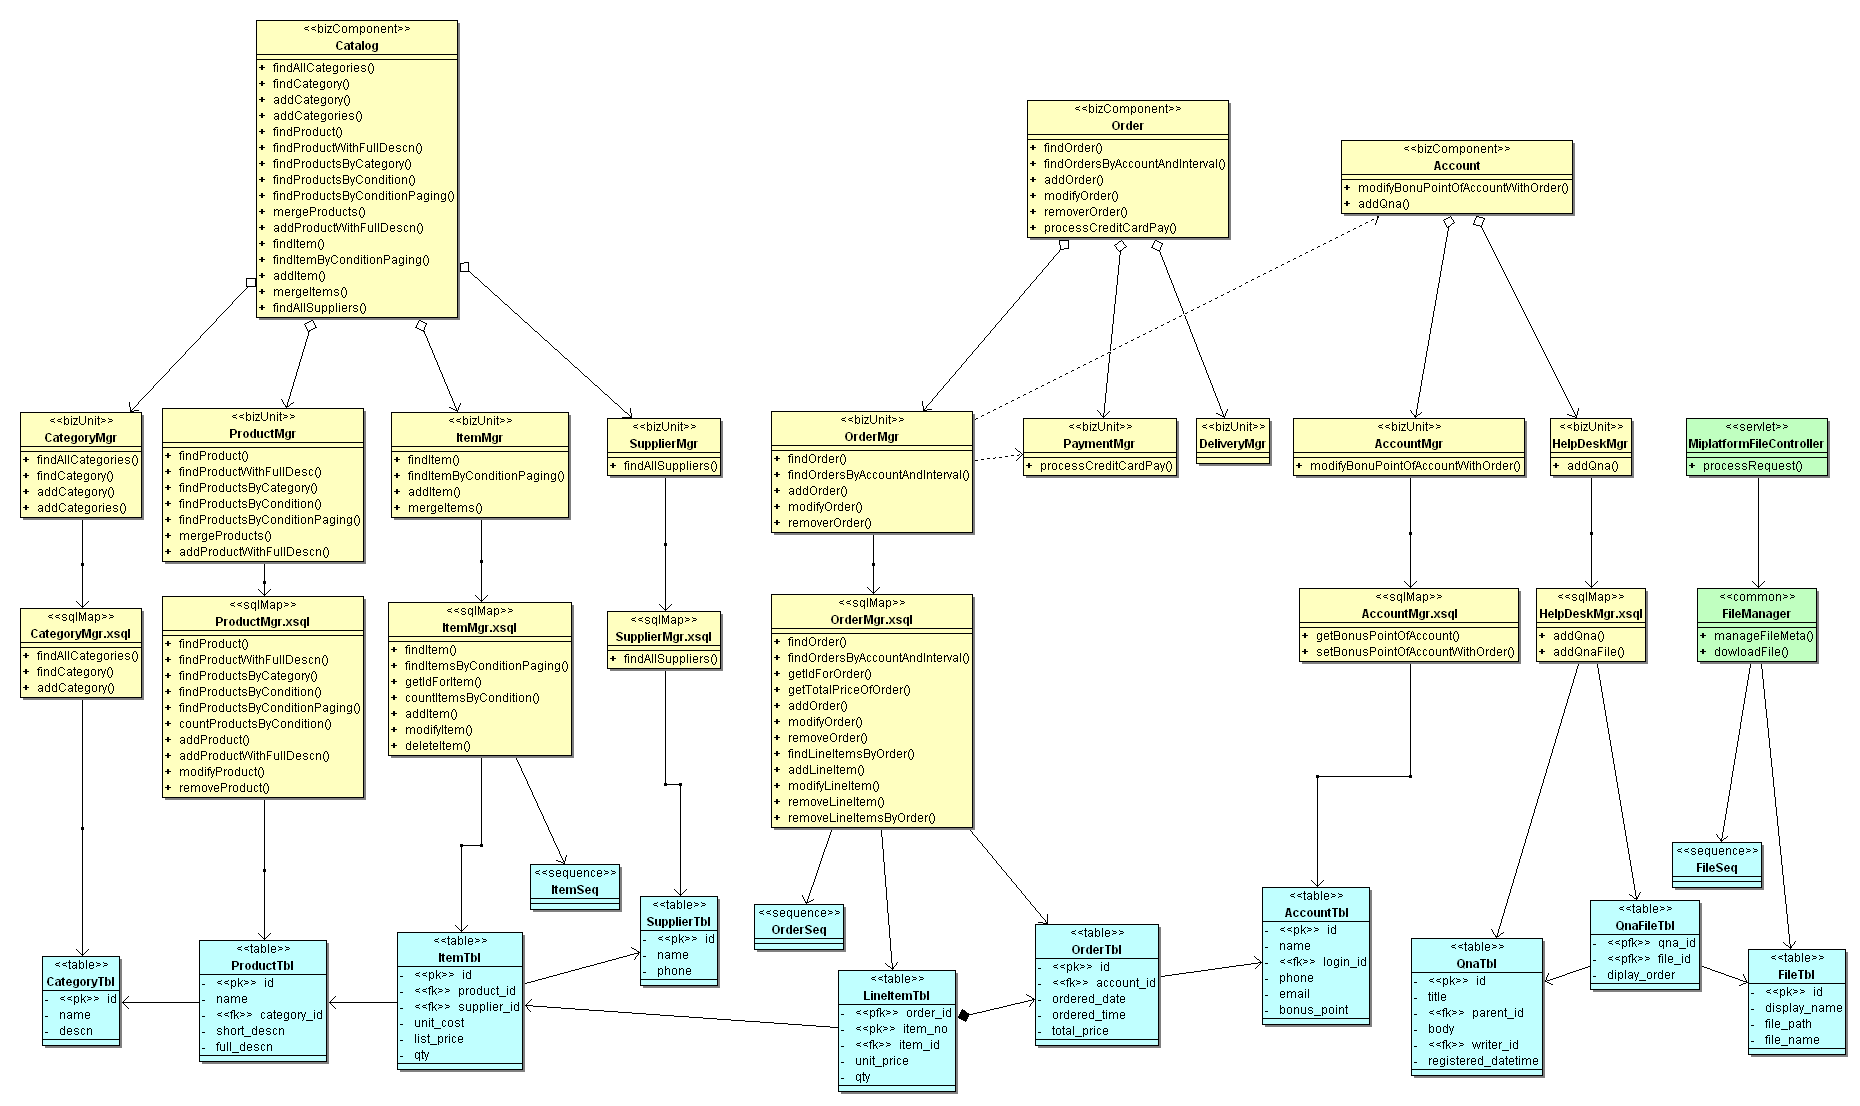 <<bizComponent>>
Catalog
+ findAllCategories()
+ findCategory()
+ addCategory()
+ addCategories()
+ findProduct()
+ findProductWithFullDescn()
+ findProductsByCategory()
+ findProductsByCondition()
+ findProductsByConditionPaging()
+ mergeProducts()
+ addProductWithFullDescn()
+ findItem()
+ findItemByConditionPaging()
+ addItem()
+ mergeItems()
+ findAllSuppliers()
<<bizComponent>>
Order
+ findOrder()
+ findOrdersByAccountAndInterval()
+ addOrder()
+ modifyOrder()
+ removerOrder()
+ processCreditCardPay()
<<bizComponent>>
Account
+ modifyBonuPointOfAccountWithOrder()
+ addQna()
<<bizUnit>>
CategoryMgr
+ findAllCategories()
+ findCategory()
+ addCategory()
+ addCategories()
<<bizUnit>>
ProductMgr
+ findProduct()
+ findProductWithFullDesc()
+ findProductsByCategory()
+ findProductsByCondition()
+ findProductsByConditionPaging()
+ mergeProducts()
+ addProductWithFullDescn()
<<bizUnit>>
ItemMgr
+ findItem()
+ findItemByConditionPaging()
+ addItem()
+ mergeItems()
<<bizUnit>>
SupplierMgr
+ findAllSuppliers()
<<bizUnit>>
OrderMgr
+ findOrder()
+ findOrdersByAccountAndInterval()
+ addOrder()
+ modifyOrder()
+ removerOrder()
<<bizUnit>>
PaymentMgr
+ processCreditCardPay()
<<bizUnit>>
DeliveryMgr
<<bizUnit>>
AccountMgr
+ modifyBonuPointOfAccountWithOrder()
<<bizUnit>>
HelpDeskMgr
+ addQna()
<<servlet>>
MiplatformFileController
+ processRequest()
<<sqlMap>>
CategoryMgr.xsql
+ findAllCategories()
+ findCategory()
+ addCategory()
<<sqlMap>>
ProductMgr.xsql
+ findProduct()
+ findProductWithFullDescn()
+ findProductsByCategory()
+ findProductsByCondition()
+ findProductsByConditionPaging()
+ countProductsByCondition()
+ addProduct()
+ addProductWithFullDescn()
+ modifyProduct()
+ removeProduct()
<<sqlMap>>
ItemMgr.xsql
+ findItem()
+ findItemsByConditionPaging()
+ getIdForItem()
+ countItemsByCondition()
+ addItem()
+ modifyItem()
+ deleteItem()
<<sqlMap>>
SupplierMgr.xsql
+ findAllSuppliers()
<<sqlMap>>
OrderMgr.xsql
+ findOrder()
+ findOrdersByAccountAndInterval()
+ getIdForOrder()
+ getTotalPriceOfOrder()
+ addOrder()
+ modifyOrder()
+ removeOrder()
+ findLineItemsByOrder()
+ addLineItem()
+ modifyLineItem()
+ removeLineItem()
+ removeLineItemsByOrder()
<<sqlMap>>
AccountMgr.xsql
+ getBonusPointOfAccount()
+ setBonusPointOfAccountWithOrder()
<<sqlMap>>
HelpDeskMgr.xsql
+ addQna()
+ addQnaFile()
<<common>>
FileManager
+ manageFileMeta()
+ dowloadFile()
<<table>>
CategoryTbl
- <<pk>> id
- name
- descn
<<table>>
ProductTbl
- <<pk>> id
- name
- <<fk>> category_id
- short_descn
- full_descn
<<table>>
ItemTbl
- <<pk>> id
- <<fk>> product_id
- <<fk>> supplier_id
- unit_cost
- list_price
- qty
<<sequence>>
ItemSeq
<<table>>
SupplierTbl
- <<pk>> id
- name
- phone
<<sequence>>
OrderSeq
<<table>>
LineItemTbl
- <<pfk>> order_id
- <<pk>> item_no
- <<fk>> item_id
- unit_price
- qty
<<table>>
OrderTbl
- <<pk>> id
- <<fk>> account_id
- ordered_date
- ordered_time
- total_price
<<table>>
AccountTbl
- <<pk>> id
- name
- <<fk>> login_id
- phone
- email
- bonus_point
<<table>>
QnaTbl
- <<pk>> id
- title
- <<fk>> parent_id
- body
- <<fk>> writer_id
- registered_datetime
<<sequence>>
FileSeq
<<table>>
QnaFileTbl
- <<pfk>> qna_id
- <<pfk>> file_id
- diplay_order
<<table>>
FileTbl
- <<pk>> id
- display_name
- file_path
- file_name